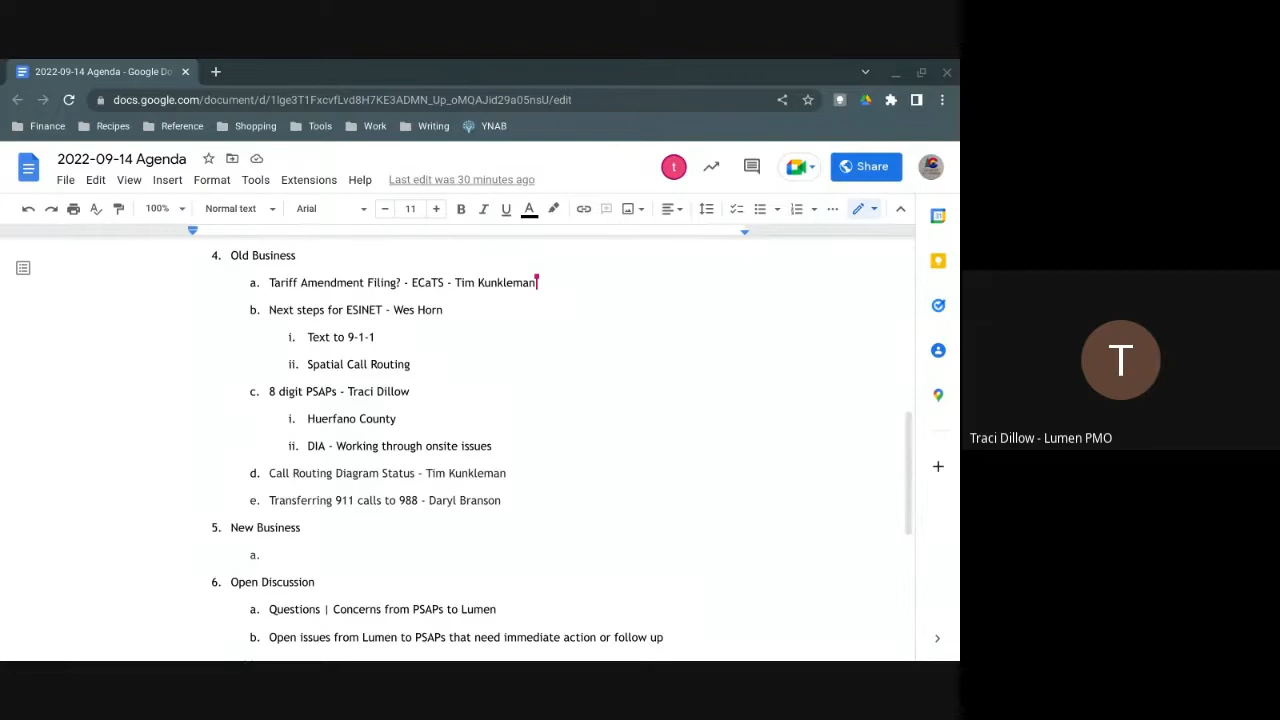 2022-09-14 Agenda - Google Do
docs.google.com/document/d/1Ige3T1FxcvfLvd8H7KE3ADMN_Up_oMQAJid29a05nsU/edit
Finance Recipes Reference Shopping Tools Work Writing YNAB
2022-09-14 Agenda
t
Share
File Edit View Insert Format Extensions Tools Help Last edit was 30 minutes ago
100% Normal text Arial 11 B I U A
4. Old Business
a. Tariff Amendment Filing? - ECaTS - Tim Kunkleman
b. Next steps for ESINET - Wes Horn
i. Text to 9-1-1
ii. Spatial Call Routing
c. 8 digit PSAPs - Traci Dillow
i. Huerfano County
ii. DIA - Working through onsite issues
d. Call Routing Diagram Status - Tim Kunkleman
e. Transferring 911 calls to 988 - Daryl Branson
5. New Business
a.
6. Open Discussion
a. Questions | Concerns from PSAPs to Lumen
b. Open issues from Lumen to PSAPs that need immediate action or follow up
T
Traci Dillow - Lumen PMO